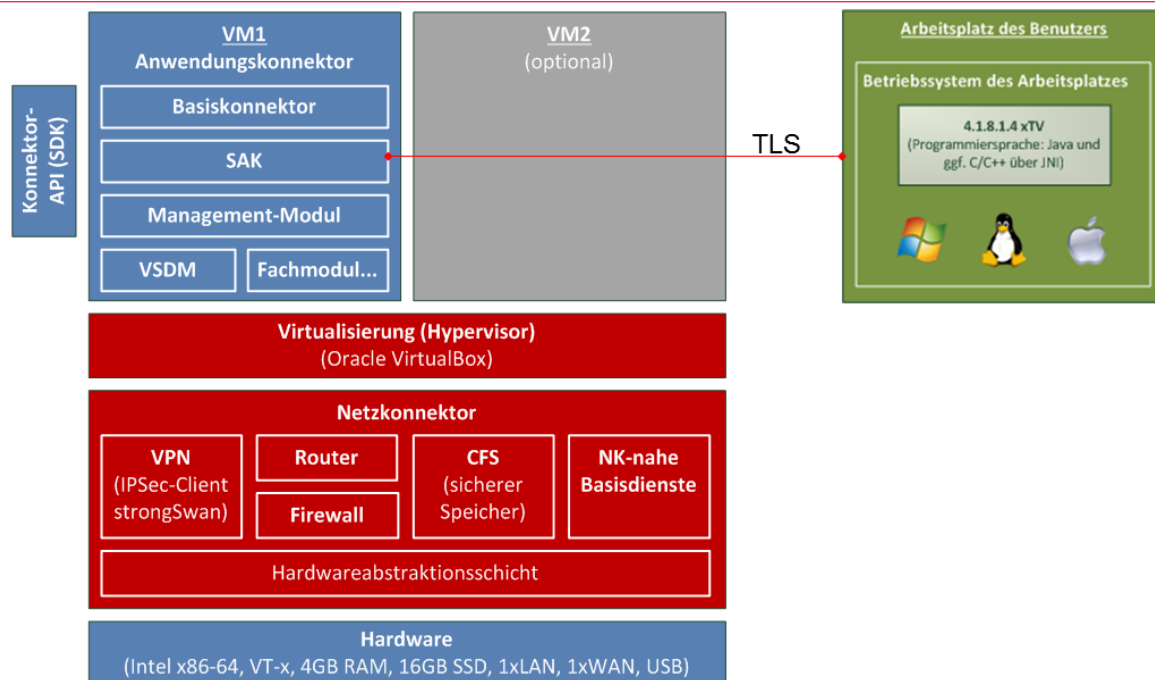 Konnektor-
API (SDK)
VM1
Anwendungskonnektor
Basiskonnektor
SAK
Management-Modul
VSDM
Fachmodul...
VM2
(optional)
TLS
Arbeitsplatz des Benutzers
Betriebssystem des Arbeitsplatzes
4.1.8.1.4 xTV
(Programmiersprache: Java und
ggf. C/C++ über JNI)
Virtualisierung (Hypervisor)
(Oracle VirtualBox)
Netzkonnektor
VPN
(IPSec-Client
strongSwan)
Router
Firewall
CFS
(sicherer
Speicher)
NK-nahe
Basisdienste
Hardwareabstraktionsschicht
Hardware
(Intel x86-64, VT-x, 4GB RAM, 16GB SSD, 1xLAN, 1xWAN, USB)